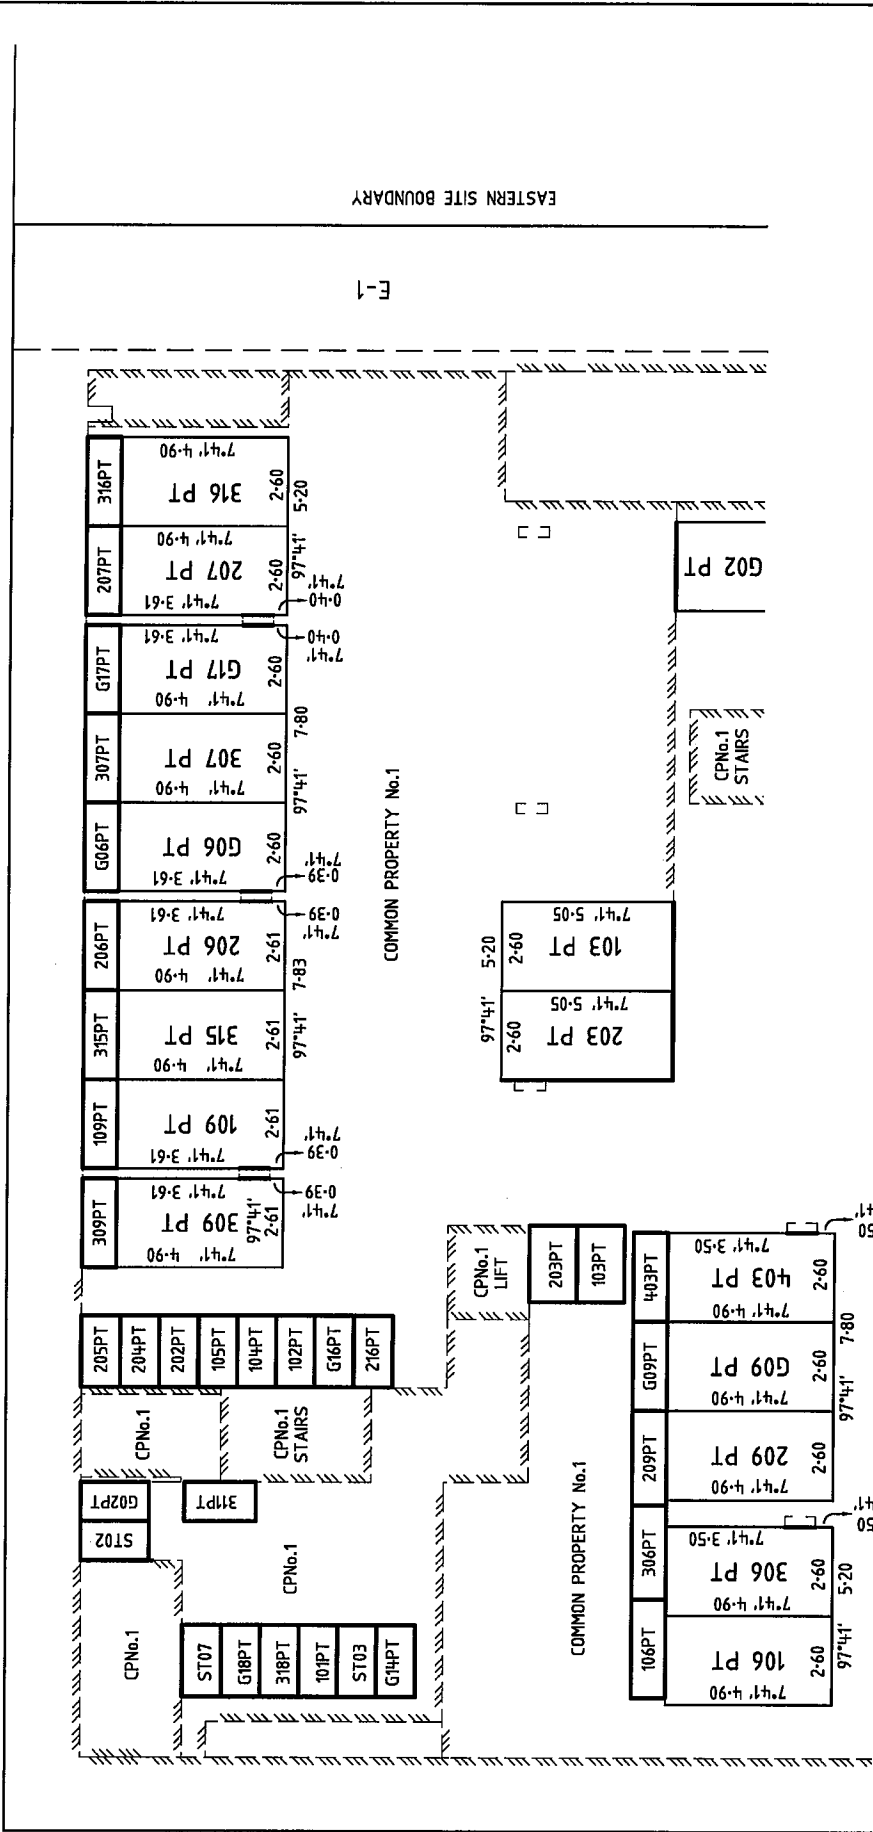 EASTERN SITE BOUNDARY
E-1
316PT
7°41' 4·90
316 PT
2·60
5·20
207PT
7°41' 4·90
207 PT
2·60
97°41'
7°41' 3·61
7°41'
0·40
G17PT
7°41' 3·61
0·40
7°41'
G17 PT
2·60
7°41' 4·90
307PT
307 PT
2·60
7·80
7°41' 4·90
97°41'
G06PT
G06 PT
2·60
7°41' 3·61
7°41'
0·39
206PT
7°41' 3·61
0·39
7°41'
206 PT
2·61
7°41' 4·90
7·83
315PT
315 PT
2·61
7°41' 4·90
97°41'
109PT
109 PT
2·61
7°41' 3·61
7°41'
0·39
309PT
7°41' 3·61
0·39
7°41'
309 PT
97°41'
2·61
7°41' 4·90
COMMON PROPERTY No.1
G02 PT
CPNo.1
STAIRS
7°41' 5·05
103 PT
2·60
5·20
7°41' 5·05
203 PT
2·60
97°41'
205PT
204PT
202PT
105PT
104PT
102PT
G16PT
216PT
CPNo.1
LIFT
203PT
103PT
CPNo.1
CPNo.1
STAIRS
G02PT
ST02
311PT
CPNo.1
CPNo.1
ST07
G18PT
318PT
101PT
ST03
G14PT
COMMON PROPERTY No.1
403PT
7°41' 3·50
403 PT
2·60
7°41' 4·90
7·80
G09PT
G09 PT
2·60
7°41' 4·90
97°41'
209PT
209 PT
2·60
7°41' 4·90
306PT
7°41' 3·50
306 PT
2·60
7°41' 4·90
5·20
106PT
106 PT
2·60
97°41'
7°41' 4·90